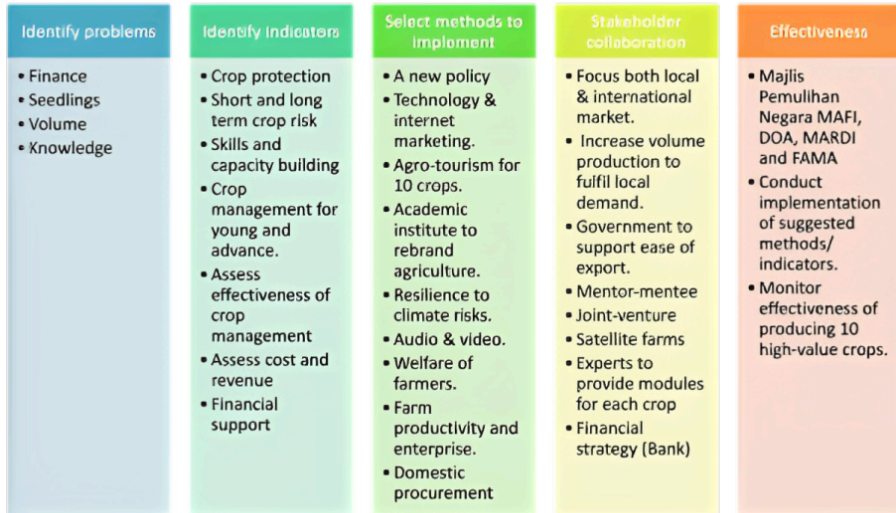 Identify problems
• Finance
• Seedlings
• Volume
• Knowledge
Identify indicators
• Crop protection
• Short and long
term crop risk
• Skills and
capacity building
• Crop
management for
young and
advance.
• Assess
effectiveness of
crop
management
• Assess cost and
revenue
• Financial
support
Select methods to
implement
• A new policy
• Technology &
internet
marketing.
• Agro-tourism for
10 crops.
• Academic
institute to
rebrand
agriculture.
• Resilience to
climate risks.
• Audio & video.
• Welfare of
farmers.
• Farm
productivity and
enterprise.
• Domestic
procurement
Stakeholder
collaboration
• Focus both local
& international
market.
• Increase volume
production to
fulfil local
demand.
• Government to
support ease of
export.
• Mentor-mentee
• Joint-venture
• Satellite farms
• Experts to
provide modules
for each crop
• Financial
strategy (Bank)
Effectiveness
• Majlis
Pemulihan
Negara MAFI,
DOA, MARDI
and FAMA
• Conduct
implementation
of suggested
methods/
indicators.
• Monitor
effectiveness of
producing 10
high-value crops.